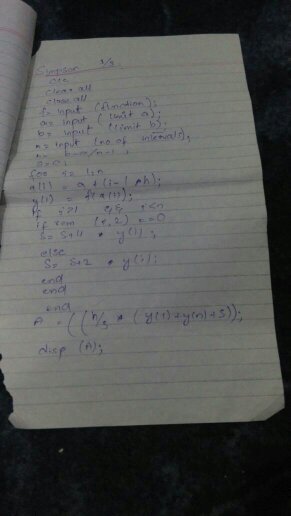 Simpson 1/3
clc
clear all
close all
f= input (function);
a= input (limit a);
b= input (limit b);
n= input (no. of intervals);
h= b-a/n-1;
S=0;
for i= 1:n
x(i) = a+(i-1)*h;
y(i) = f(x(i));
if i>1 && i<n
if rem (i,2) ==0
S= S+4 * y(i);
else
S= S+2 * y(i);
end
end
end
A = ((h/3 * (y(1)+y(n)+S));
disp (A);